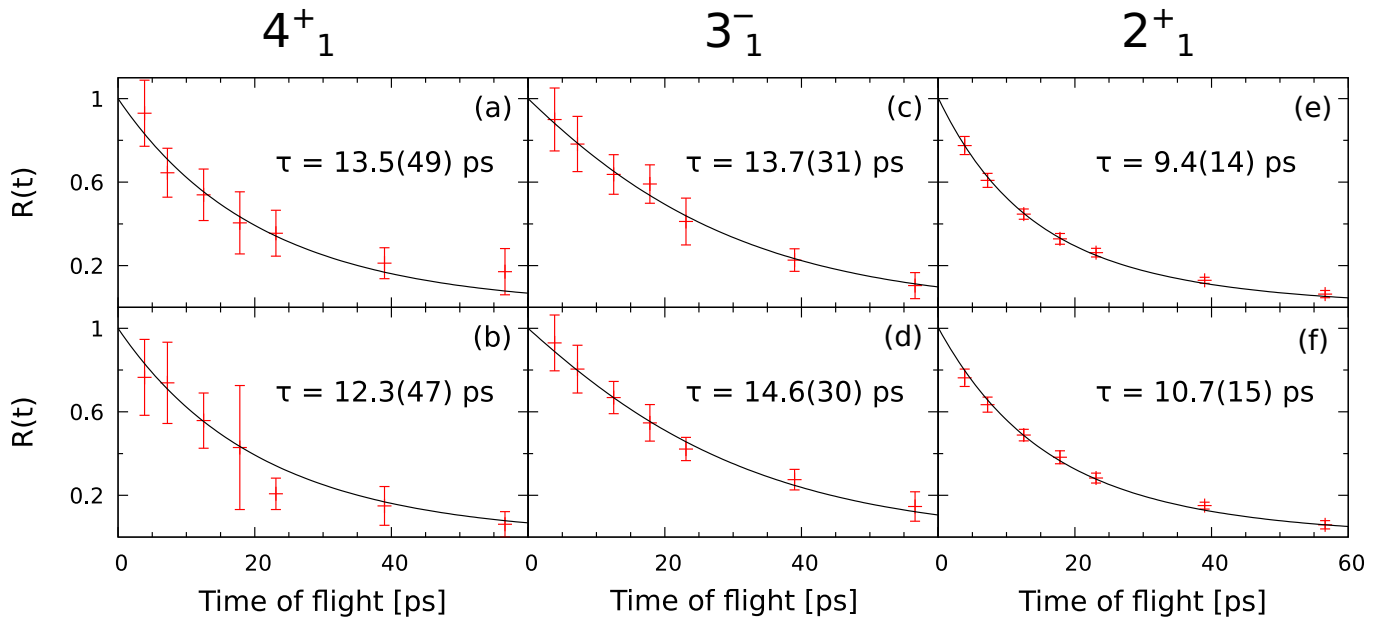 4⁺₁ 3⁻₁ 2⁺₁
(a) (c) (e)
τ = 13.5(49) ps τ = 13.7(31) ps τ = 9.4(14) ps
R(t)
1
0.6
0.2
(b) (d) (f)
τ = 12.3(47) ps τ = 14.6(30) ps τ = 10.7(15) ps
R(t)
1
0.6
0.2
0 20 40 0 20 40 0 20 40 60
Time of flight [ps] Time of flight [ps] Time of flight [ps]